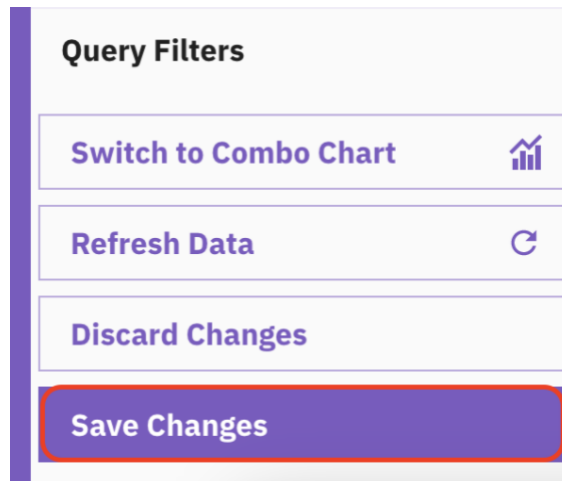 Query Filters
Switch to Combo Chart
Refresh Data
Discard Changes
Save Changes